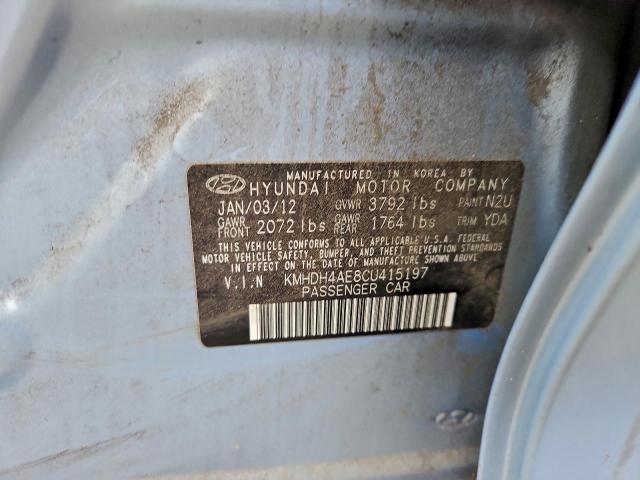 MANUFACTURED IN KOREA BY
HYUNDAI MOTOR COMPANY
JAN/03/12 GVWR 3792 lbs PAINT N2U
GAWR FRONT 2072 lbs GAWR REAR 1764 lbs TRIM YDA
THIS VEHICLE CONFORMS TO ALL APPLICABLE U.S.A. FEDERAL
MOTOR VEHICLE SAFETY, BUMPER, AND THEFT PREVENTION STANDARDS
IN EFFECT ON THE DATE OF MANUFACTURE SHOWN ABOVE.
V.I.N KMHDH4AE8CU415197
PASSENGER CAR